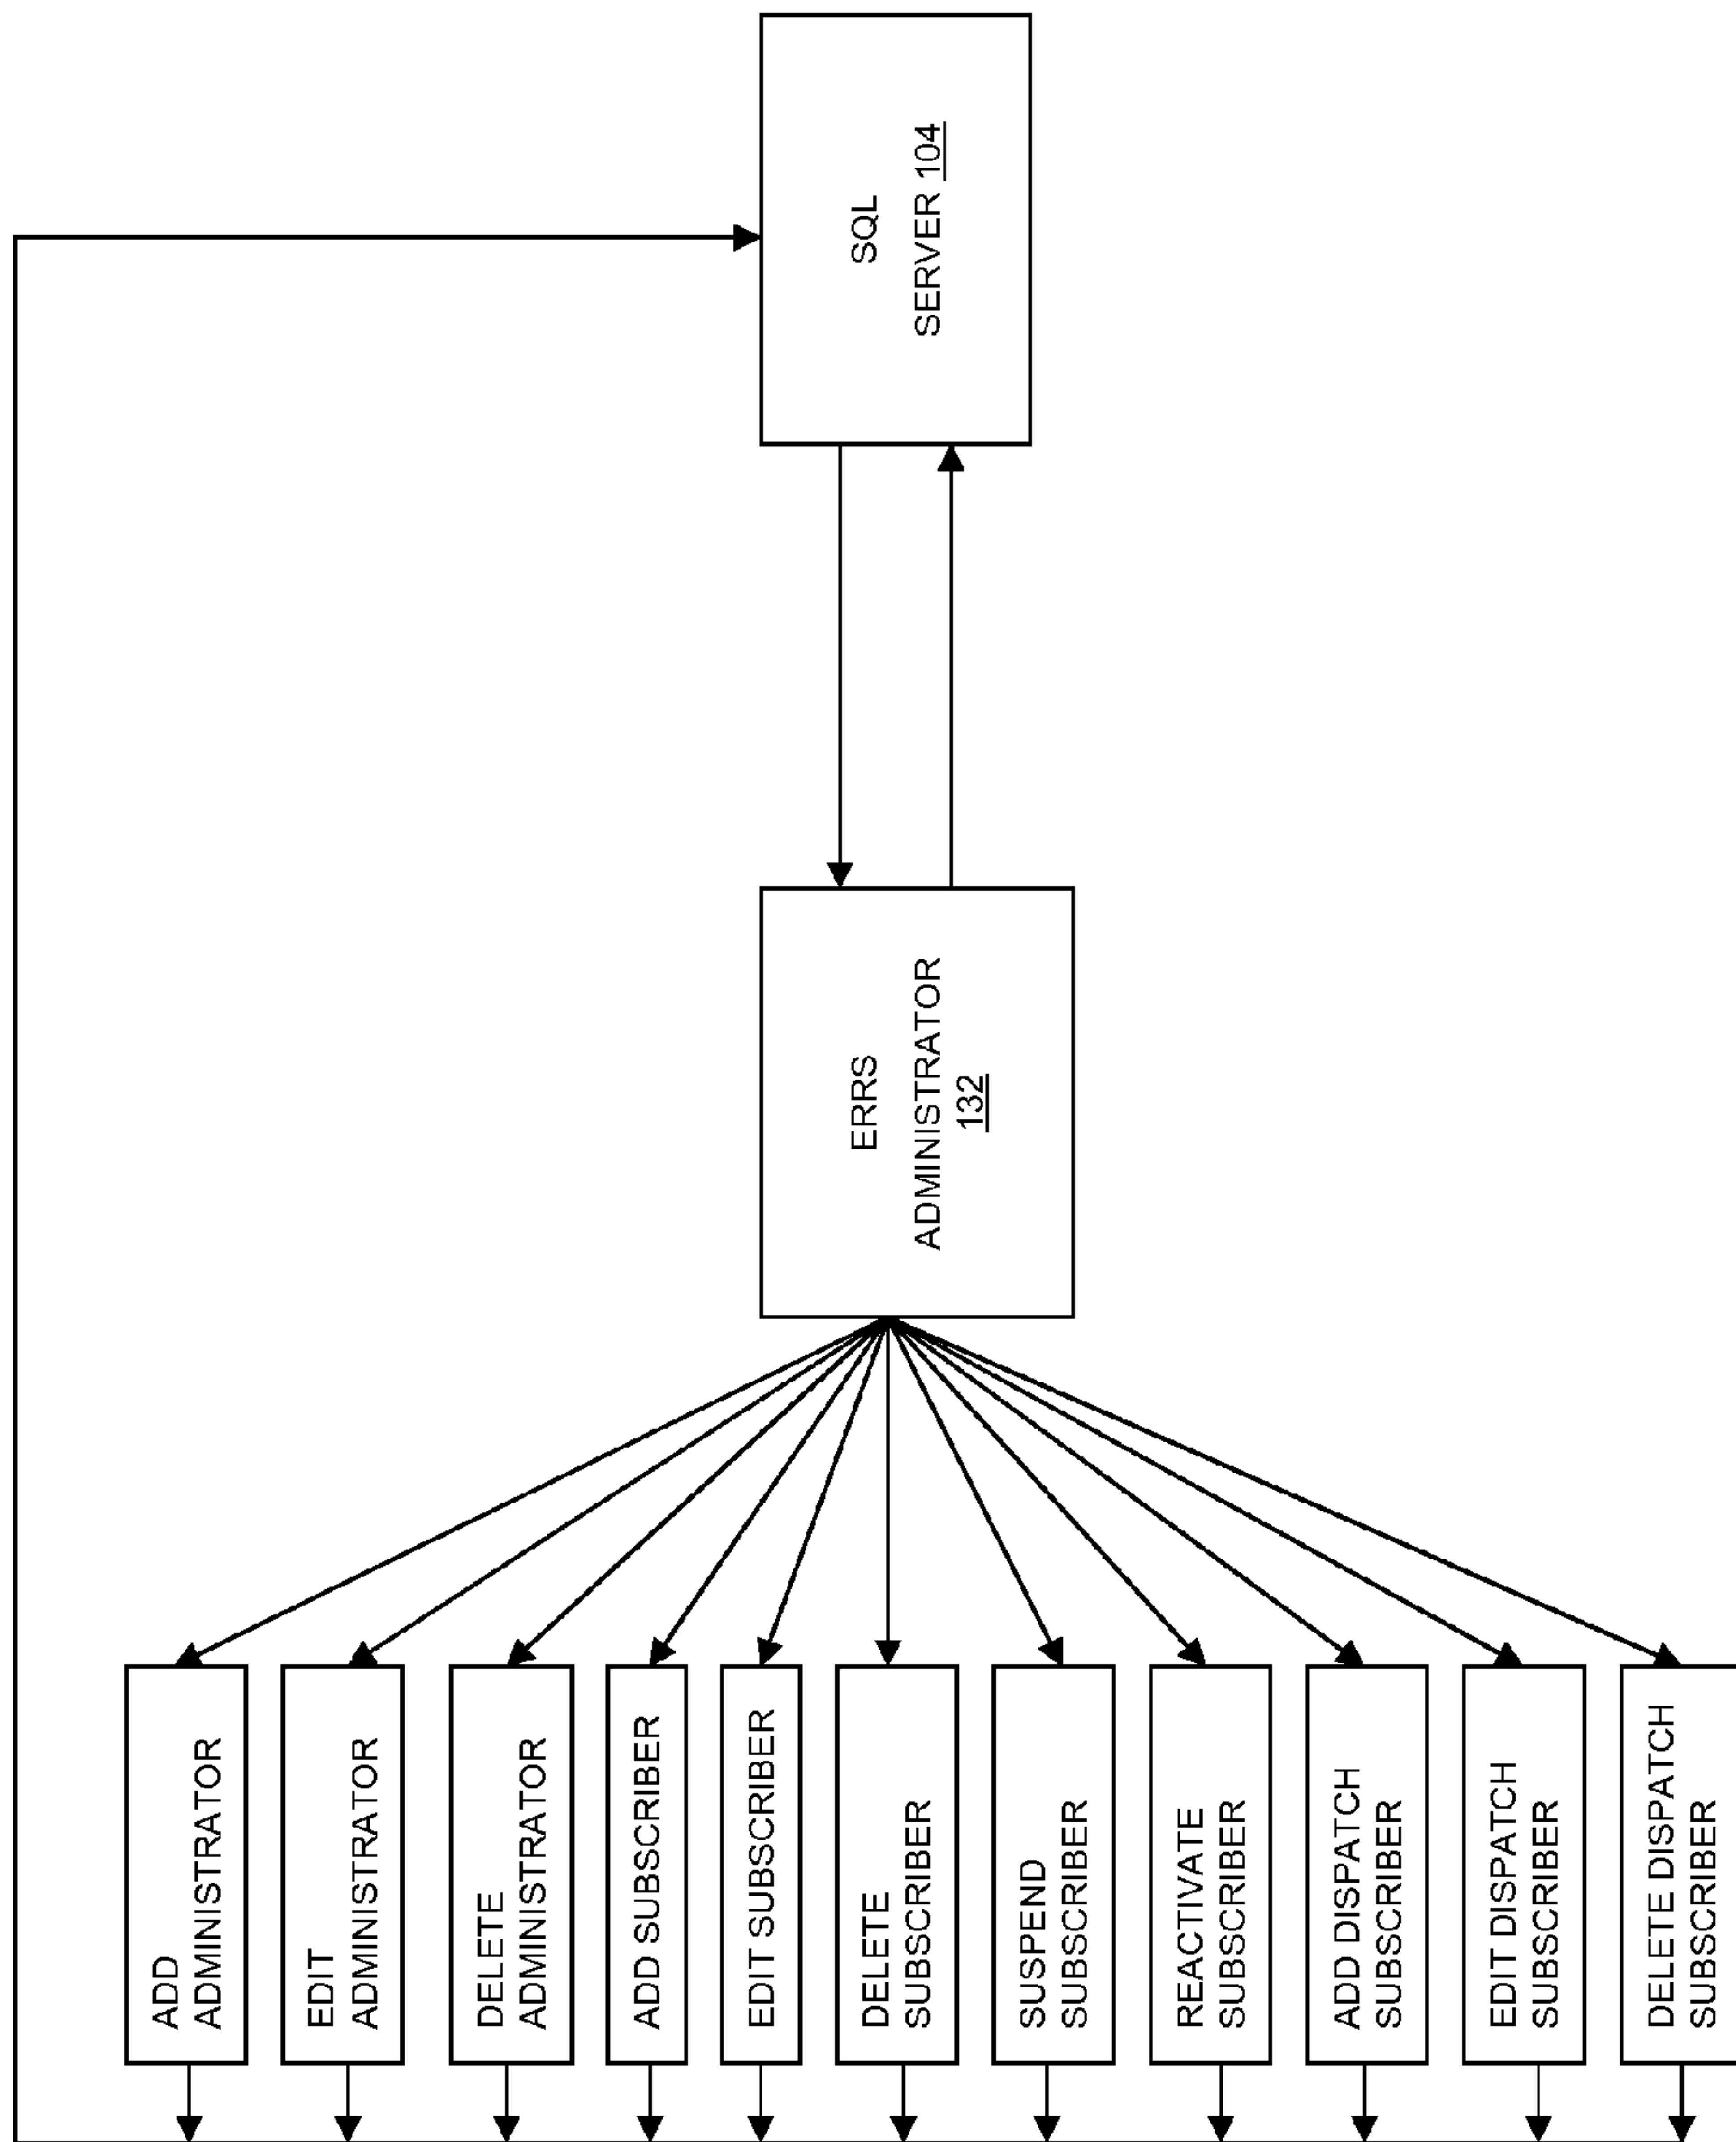 SQL
SERVER 104
ERRS
ADMINISTRATOR
132
ADD
ADMINISTRATOR
EDIT
ADMINISTRATOR
DELETE
ADMINISTRATOR
ADD SUBSCRIBER
EDIT SUBSCRIBER
DELETE
SUBSCRIBER
SUSPEND
SUBSCRIBER
REACTIVATE
SUBSCRIBER
ADD DISPATCH
SUBSCRIBER
EDIT DISPATCH
SUBSCRIBER
DELETE DISPATCH
SUBSCRIBER